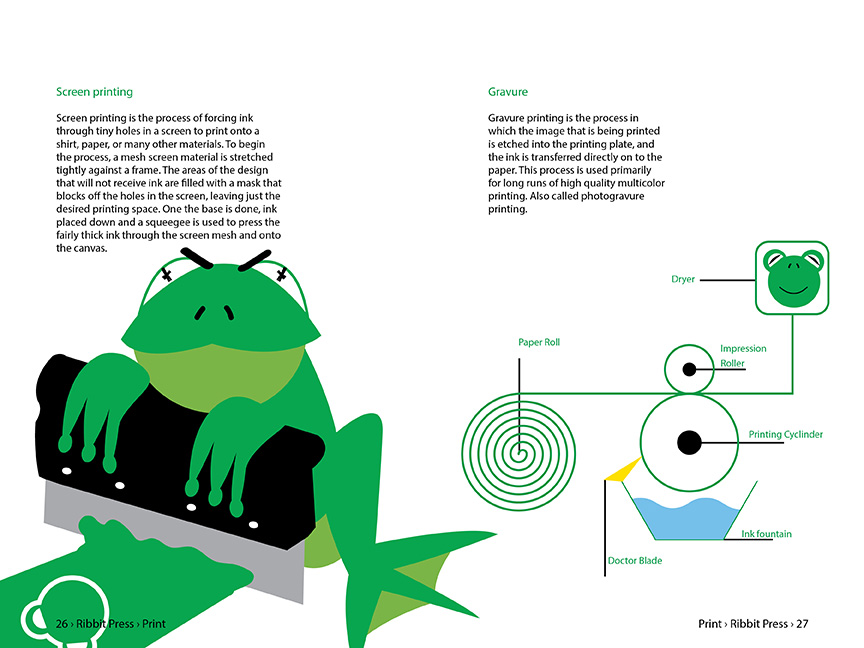 Screen printing
Screen printing is the process of forcing ink
through tiny holes in a screen to print onto a
shirt, paper, or many other materials. To begin
the process, a mesh screen material is stretched
tightly against a frame. The areas of the design
that will not receive ink are filled with a mask that
blocks off the holes in the screen, leaving just the
desired printing space. One the base is done, ink
placed down and a squeegee is used to press the
fairly thick ink through the screen mesh and onto
the canvas.
Gravure
Gravure printing is the process in
which the image that is being printed
is etched into the printing plate, and
the ink is transferred directly on to the
paper. This process is used primarily
for long runs of high quality multicolor
printing. Also called photogravure
printing.
Dryer
Paper Roll
Impression
Roller
Printing Cyclinder
Ink fountain
Doctor Blade
26 › Ribbit Press › Print
Print › Ribbit Press › 27